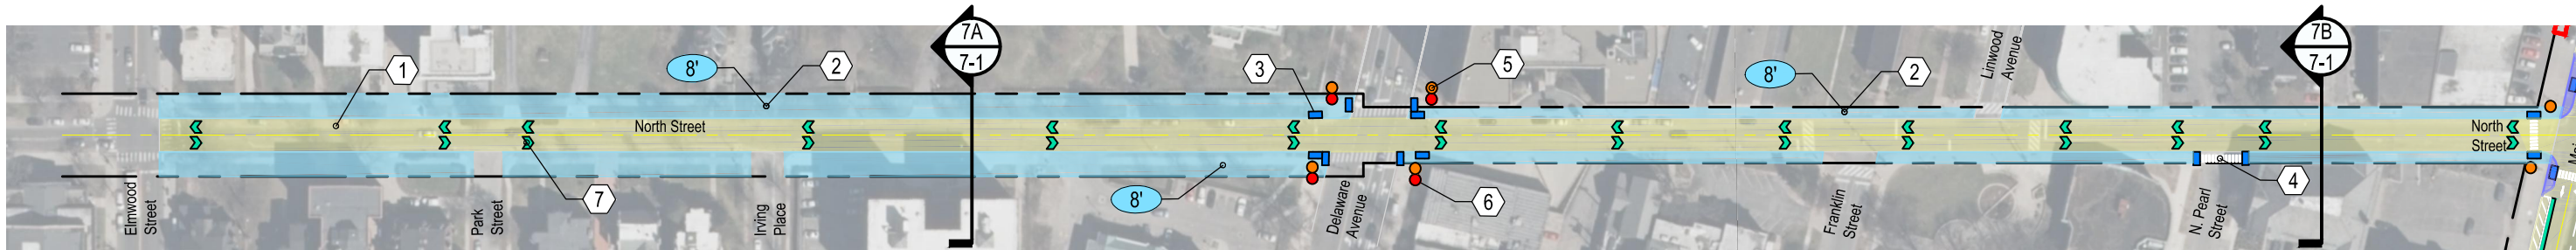 1
8'
2
7A
7-1
3
5
8'
2
Linwood
Avenue
7B
7-1
North Street
North
Street
Elmwood
Street
Park
Street
7
Irving
Place
8'
Delaware
Avenue
6
Franklin
Street
N. Pearl
Street
4